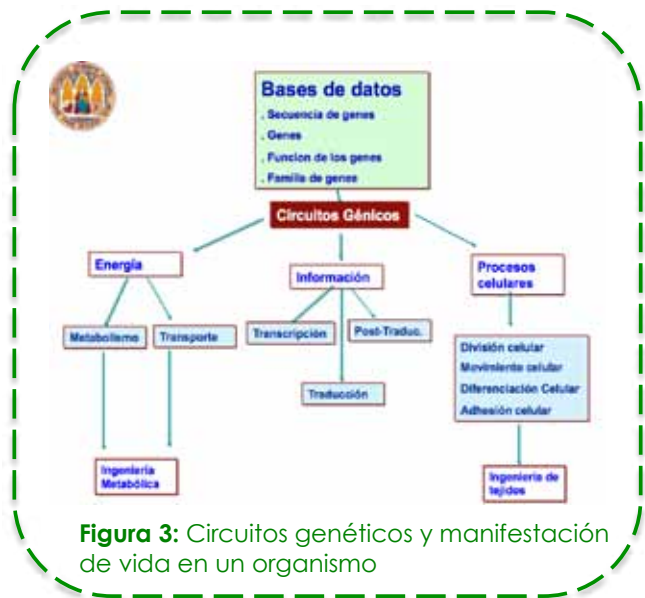 Bases de datos
. Secuencia de genes
. Genes
. Funcion de los genes
. Familia de genes
Circuitos Génicos
Energía
Información
Procesos
celulares
Metabolismo
Transporte
Transcripción
Post-Traduc.
Traducción
División celular
Movimiento celular
Diferenciación Celular
Adhesión celular
Ingeniería
Metabólica
Ingeniería de
tejidos
Figura 3: Circuitos genéticos y manifestación
de vida en un organismo